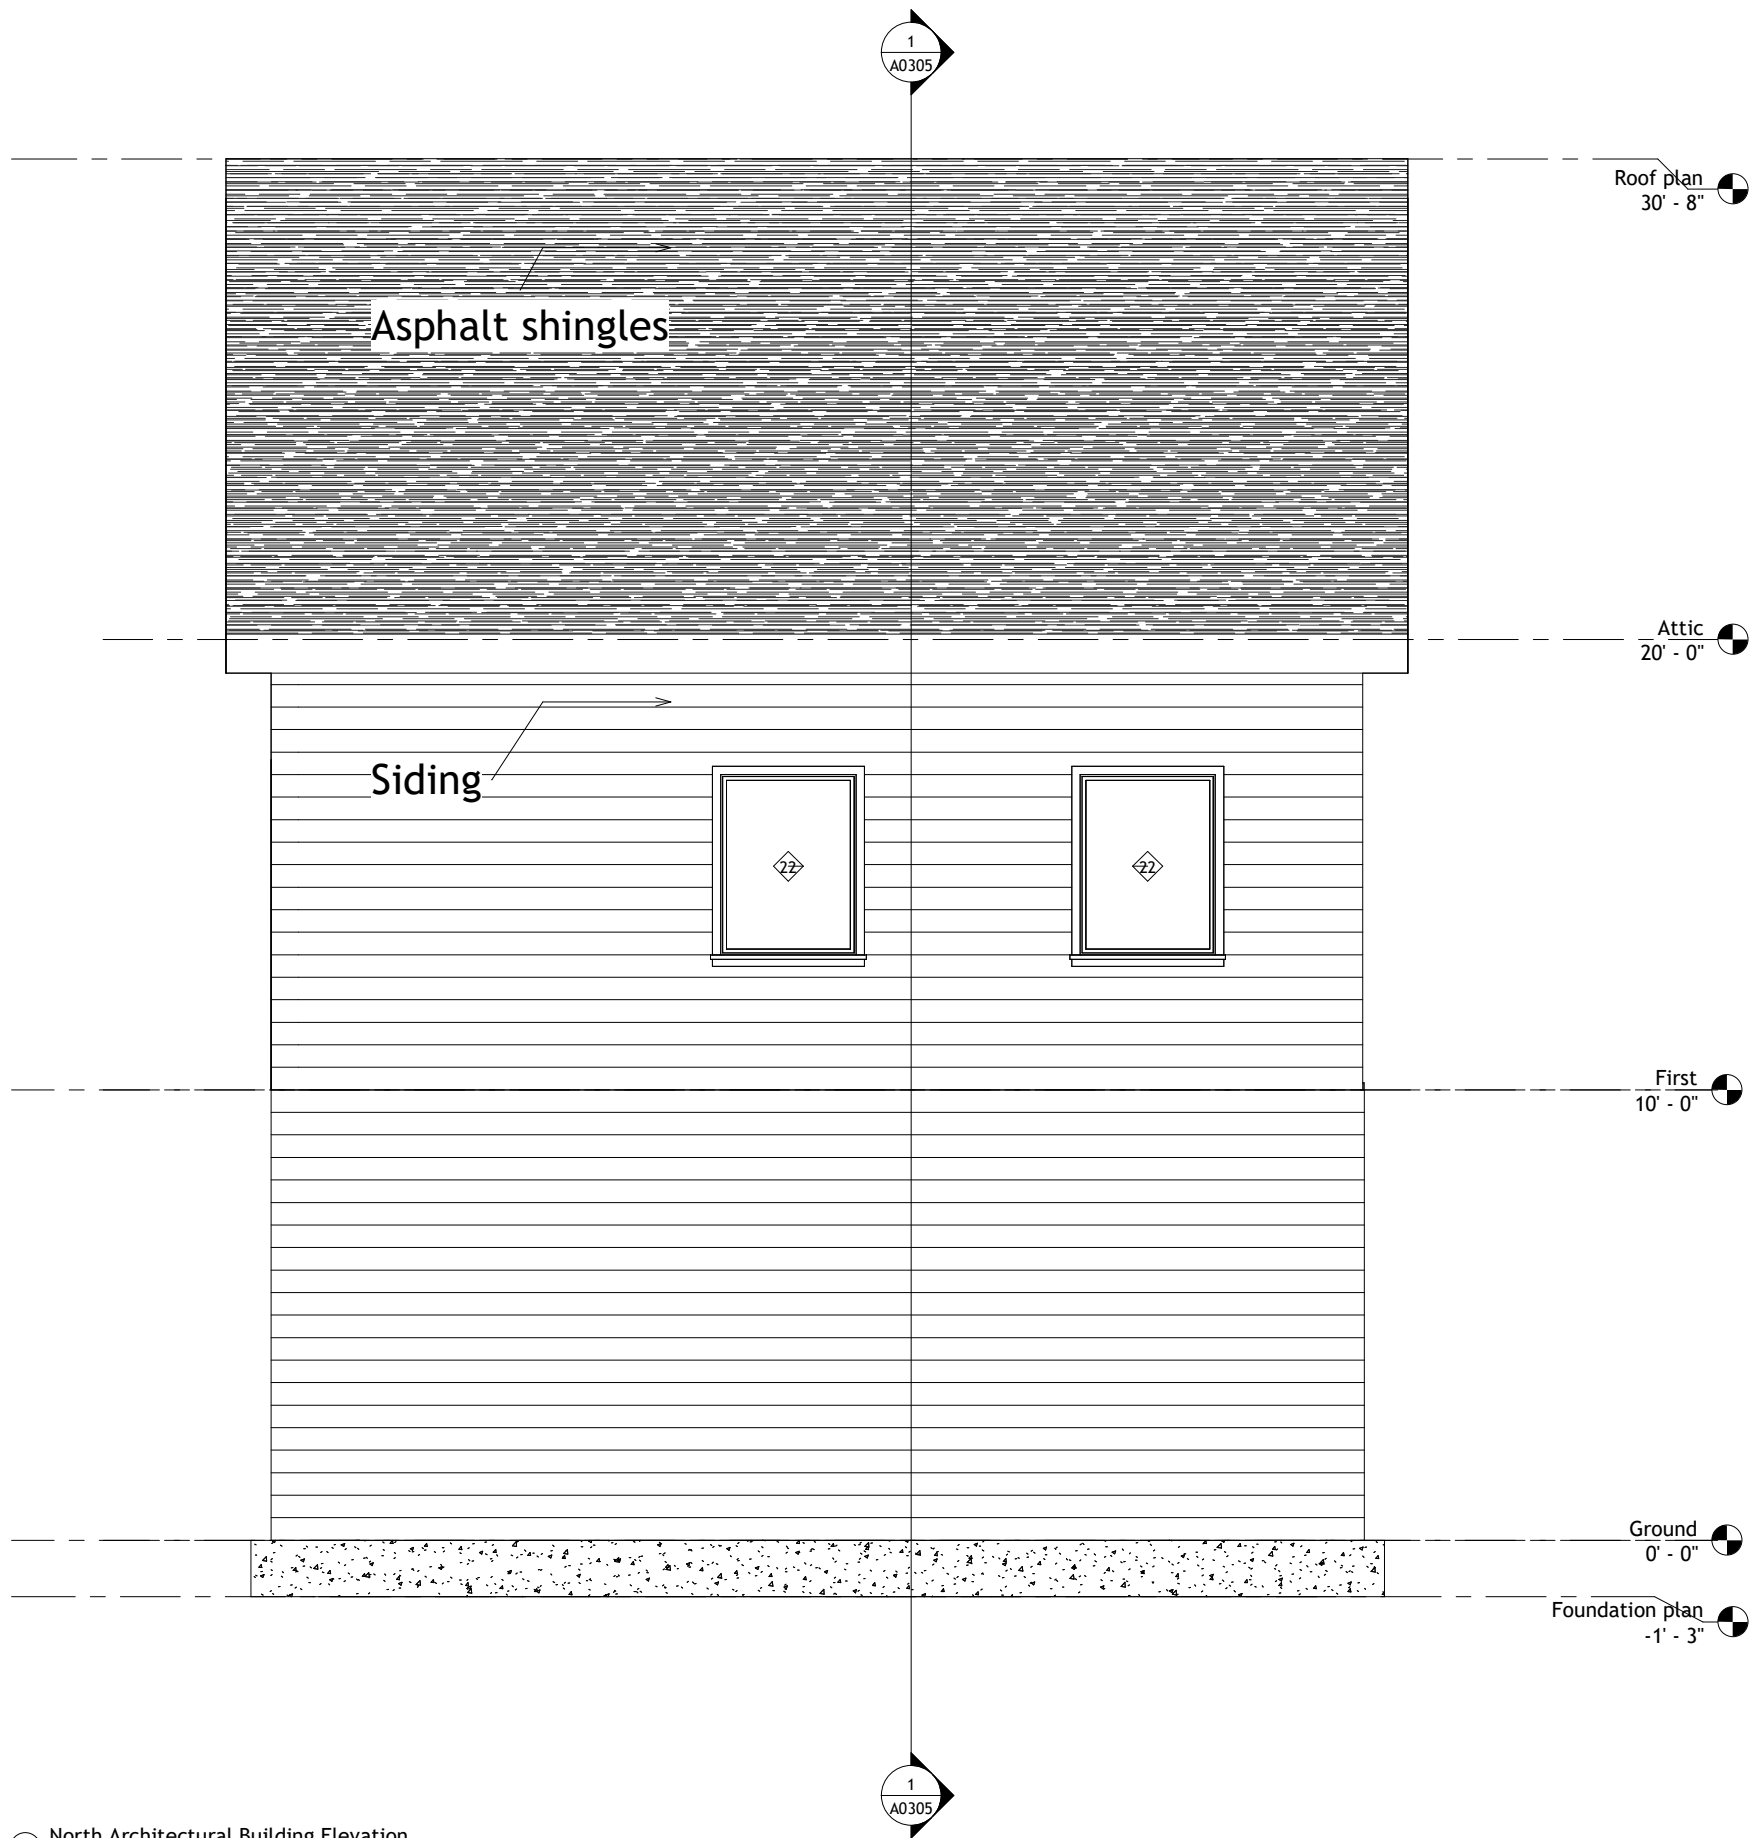 1
A0305
Roof plan
30' - 8"
Asphalt shingles
Attic
20' - 0"
Siding
22
22
First
10' - 0"
Ground
0' - 0"
Foundation plan
-1' - 3"
1
A0305
North Architectural Building Elevation